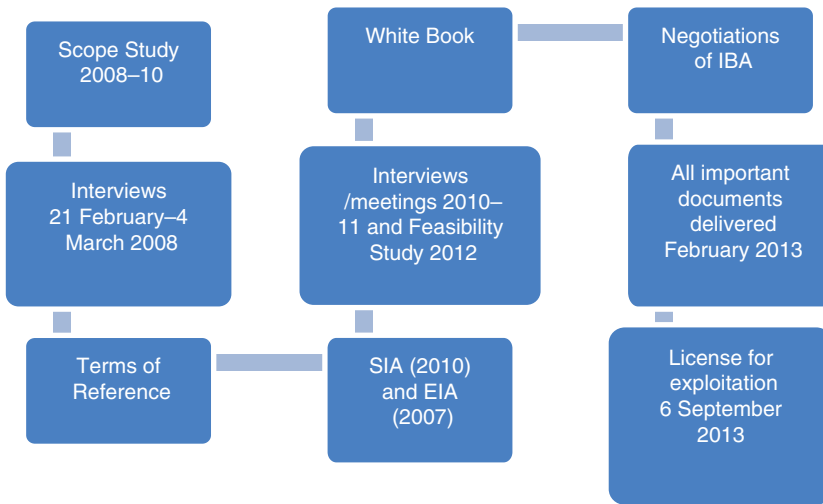 Scope Study
2008–10
Interviews
21 February–4
March 2008
Terms of
Reference
SIA (2010)
and EIA
(2007)
Interviews
/meetings 2010–
11 and Feasibility
Study 2012
White Book
Negotiations
of IBA
All important
documents
delivered
February 2013
License for
exploitation
6 September
2013